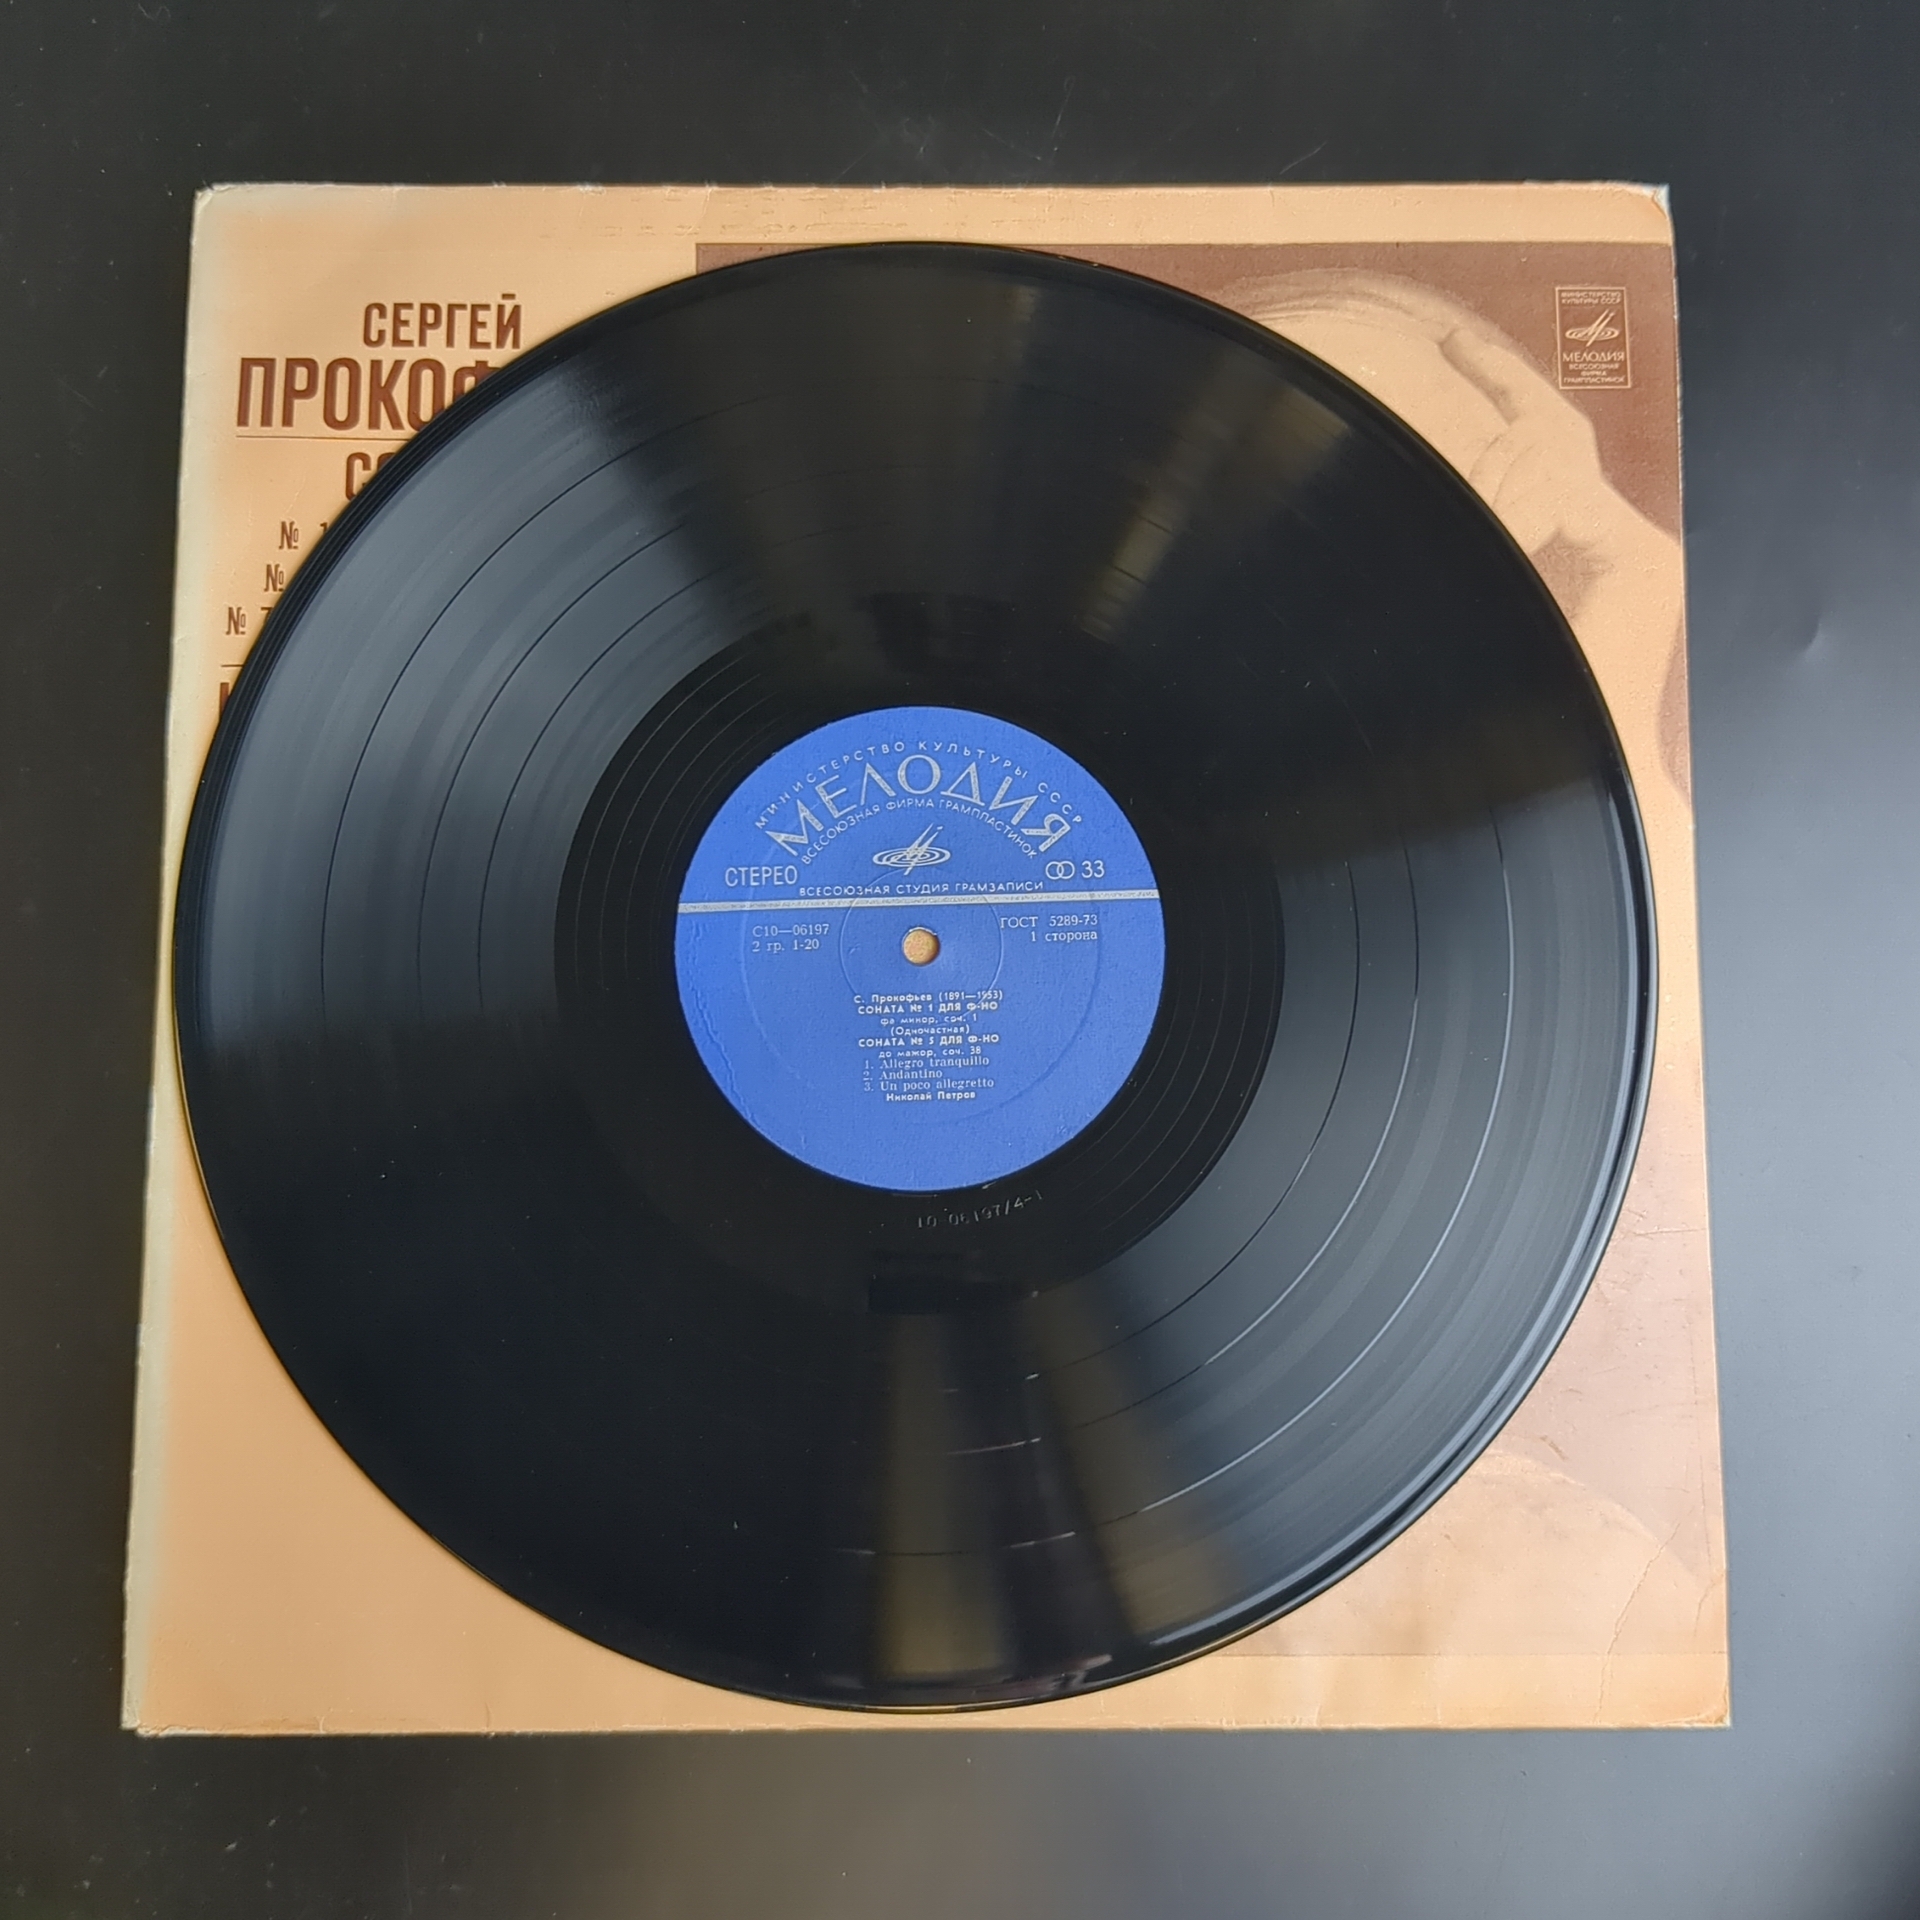 СЕРГЕЙ
ПРОКОФ
№ 1
№
№ 7
МИНИСТЕРСТВО
КУЛЬТУРЫ СССР
МЕЛОДИЯ
ВСЕСОЮЗНАЯ
ФИРМА
ГРАМПЛАСТИНОК
МИНИСТЕРСТВО КУЛЬТУРЫ СССР
МЕЛОДИЯ
ВСЕСОЮЗНАЯ ФИРМА ГРАМПЛАСТИНОК
СТЕРЕО
33
ВСЕСОЮЗНАЯ СТУДИЯ ГРАМЗАПИСИ
С10—06197
2 гр. 1-20
ГОСТ 5289-73
1 сторона
С. Прокофьев (1891—1953)
СОНАТА № 1 ДЛЯ Ф-НО
фа минор, соч. 1
(Одночастная)
СОНАТА № 5 ДЛЯ Ф-НО
до мажор, соч. 38
1. Allegro tranquillo
2. Andantino
3. Un poco allegretto
Николай Петров
10 06197/4-1